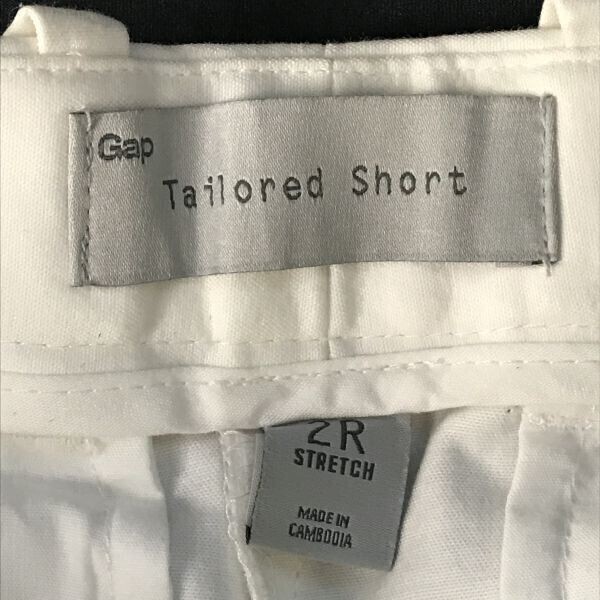 Gap
Tailored Short
2R
STRETCH
MADE IN
CAMBODIA